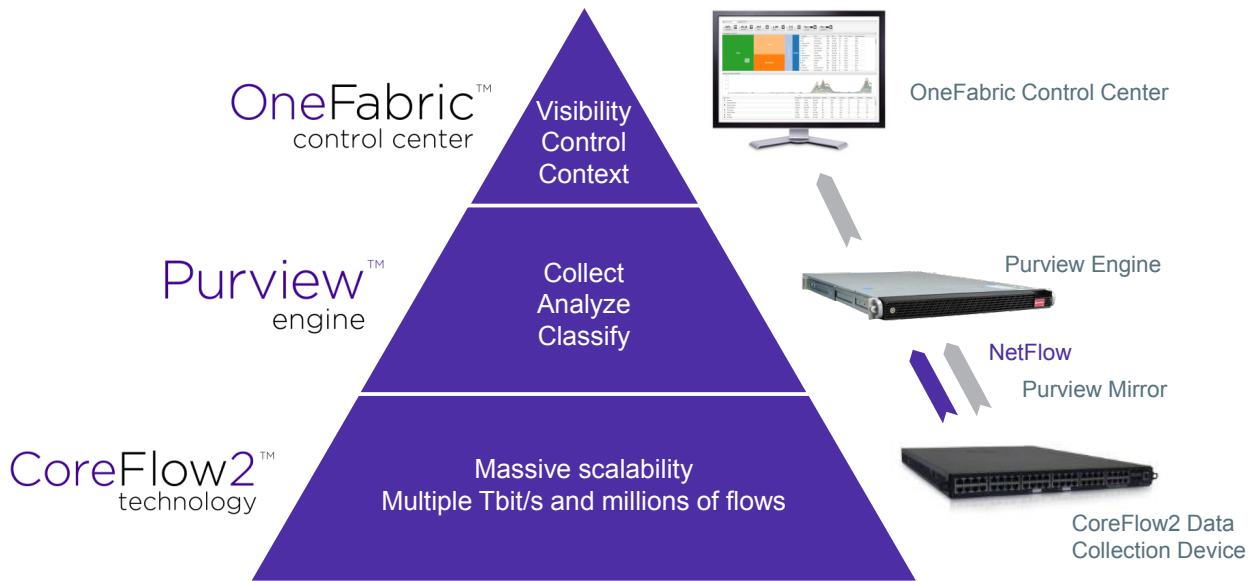 OneFabric™
control center
Visibility
Control
Context
OneFabric Control Center
Purview™
engine
Collect
Analyze
Classify
Purview Engine
NetFlow
Purview Mirror
CoreFlow2™
technology
Massive scalability
Multiple Tbit/s and millions of flows
CoreFlow2 Data
Collection Device